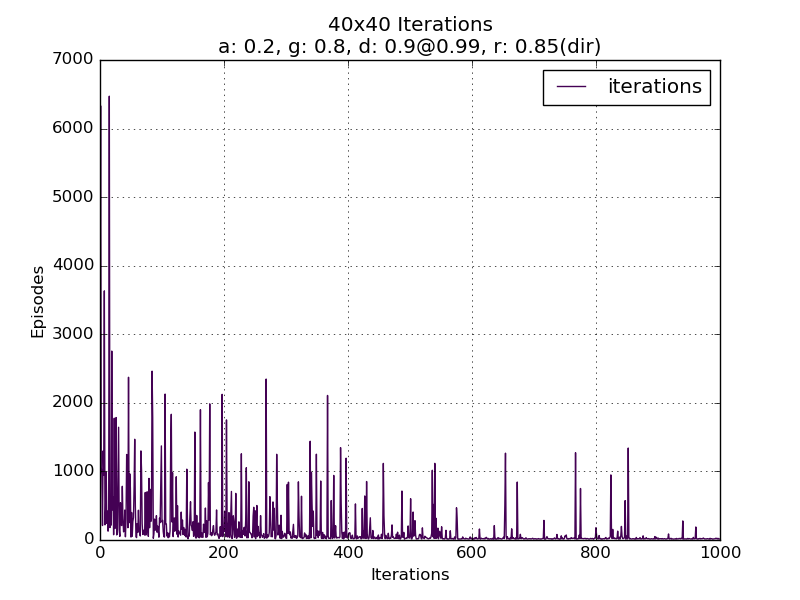 40x40 Iterations
a: 0.2, g: 0.8, d: 0.9@0.99, r: 0.85(dir)
7000
iterations
6000
5000
4000
Episodes
3000
2000
1000
0
0 200 400 600 800 1000
Iterations